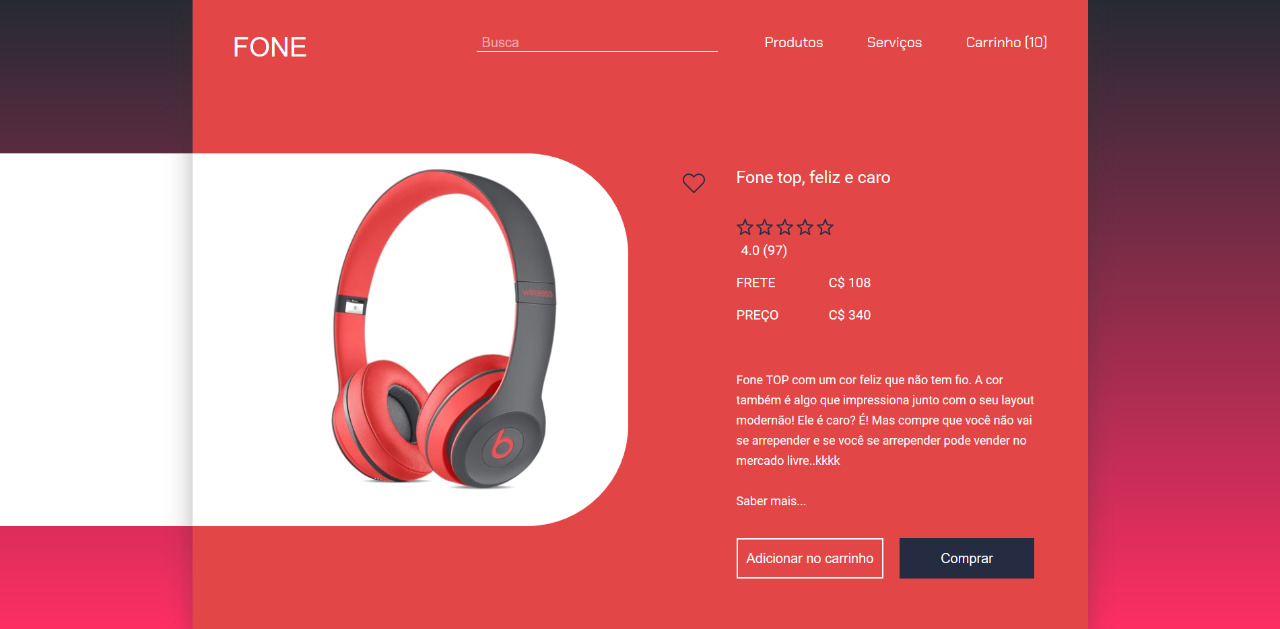 FONE
Busca
Produtos
Serviços
Carrinho (10)
Fone top, feliz e caro
4.0 (97)
FRETE C$ 108
PREÇO C$ 340
Fone TOP com um cor feliz que não tem fio. A cor
também é algo que impressiona junto com o seu layout
modernão! Ele é caro? É! Mas compre que você não vai
se arrepender e se você se arrepender pode vender no
mercado livre..kkkk
Saber mais...
Adicionar no carrinho
Comprar
wireless
b